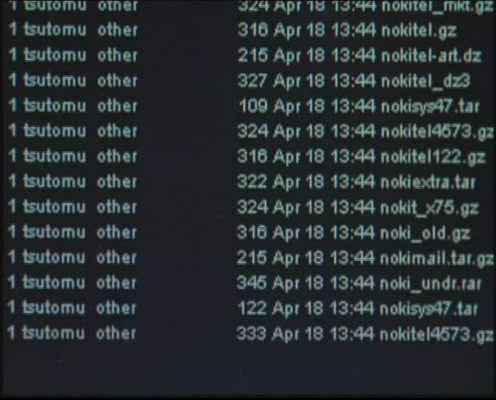 1 tsutomu other 324 Apr 18 13:44 nokitel_mkt.gz
1 tsutomu other 316 Apr 18 13:44 nokitel.gz
1 tsutomu other 215 Apr 18 13:44 nokitel-art.dz
1 tsutomu other 327 Apr 18 13:44 nokitel_dz3
1 tsutomu other 109 Apr 18 13:44 nokisys47.tar
1 tsutomu other 324 Apr 18 13:44 nokitel4573.gz
1 tsutomu other 316 Apr 18 13:44 nokitel122.gz
1 tsutomu other 322 Apr 18 13:44 nokiextra.tar
1 tsutomu other 324 Apr 18 13:44 nokit_x75.gz
1 tsutomu other 316 Apr 18 13:44 noki_old.gz
1 tsutomu other 215 Apr 18 13:44 nokimail.tar.gz
1 tsutomu other 345 Apr 18 13:44 noki_undr.rar
1 tsutomu other 122 Apr 18 13:44 nokisys47.tar
1 tsutomu other 333 Apr 18 13:44 nokitel4573.gz